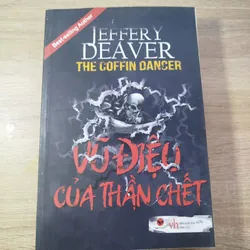 Bestselling Author
JEFFERY
DEAVER
THE COFFIN DANCER
VŨ ĐIỆU
CỦA THẦN CHẾT